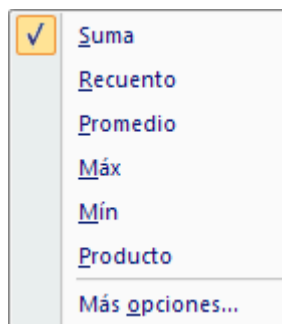 Suma
Recuento
Promedio
Máx
Mín
Producto
Más opciones...